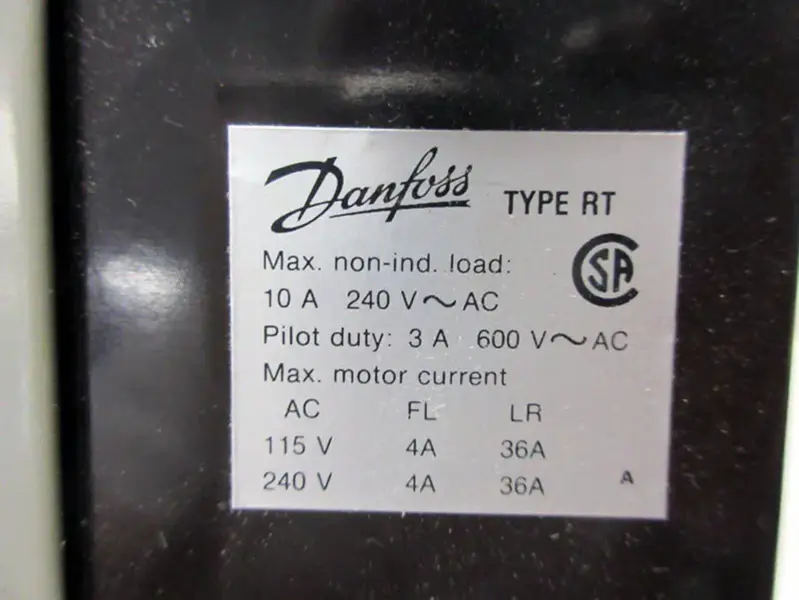 Danfoss TYPE RT
Max. non-ind. load:
SA
10 A 240 V~AC
Pilot duty: 3 A 600 V~AC
Max. motor current
AC FL LR
115 V 4A 36A
240 V 4A 36A A